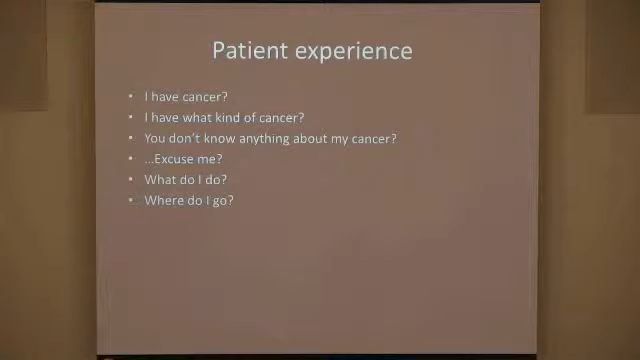 Patient experience
• I have cancer?
• I have what kind of cancer?
• You don't know anything about my cancer?
• ...Excuse me?
• What do I do?
• Where do I go?